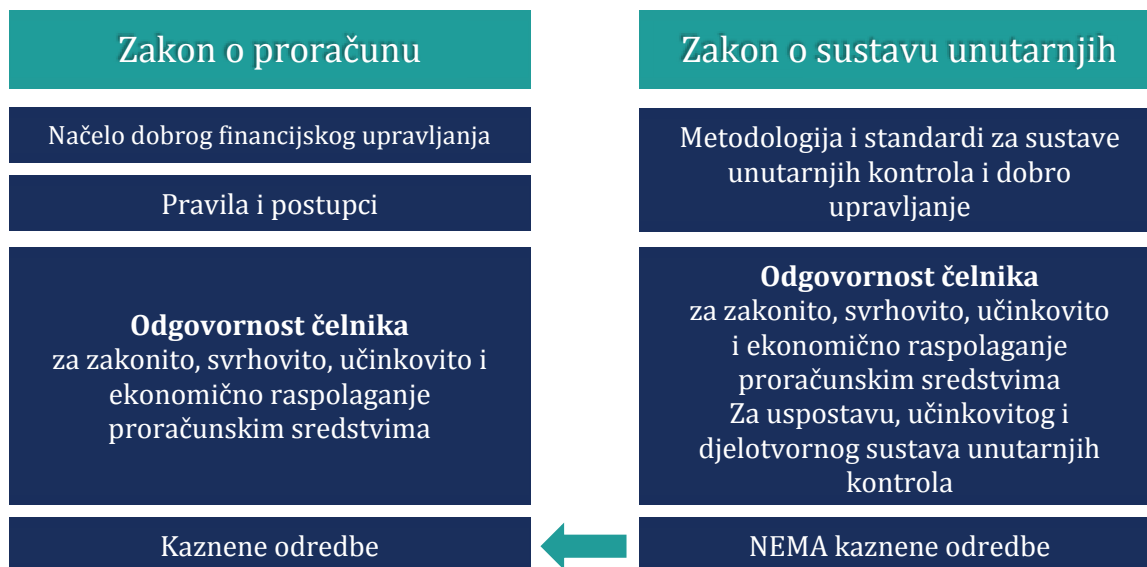 Zakon o proračunu
Načelo dobrog financijskog upravljanja
Pravila i postupci
Odgovornost čelnika
za zakonito, svrhovito, učinkovito i
ekonomično raspolaganje
proračunskim sredstvima
Kaznene odredbe
Zakon o sustavu unutarnjih
Metodologija i standardi za sustave
unutarnjih kontrola i dobro
upravljanje
Odgovornost čelnika
za zakonito, svrhovito, učinkovito
i ekonomično raspolaganje
proračunskim sredstvima
Za uspostavu, učinkovitog i
djelotvornog sustava unutarnjih
kontrola
NEMA kaznene odredbe